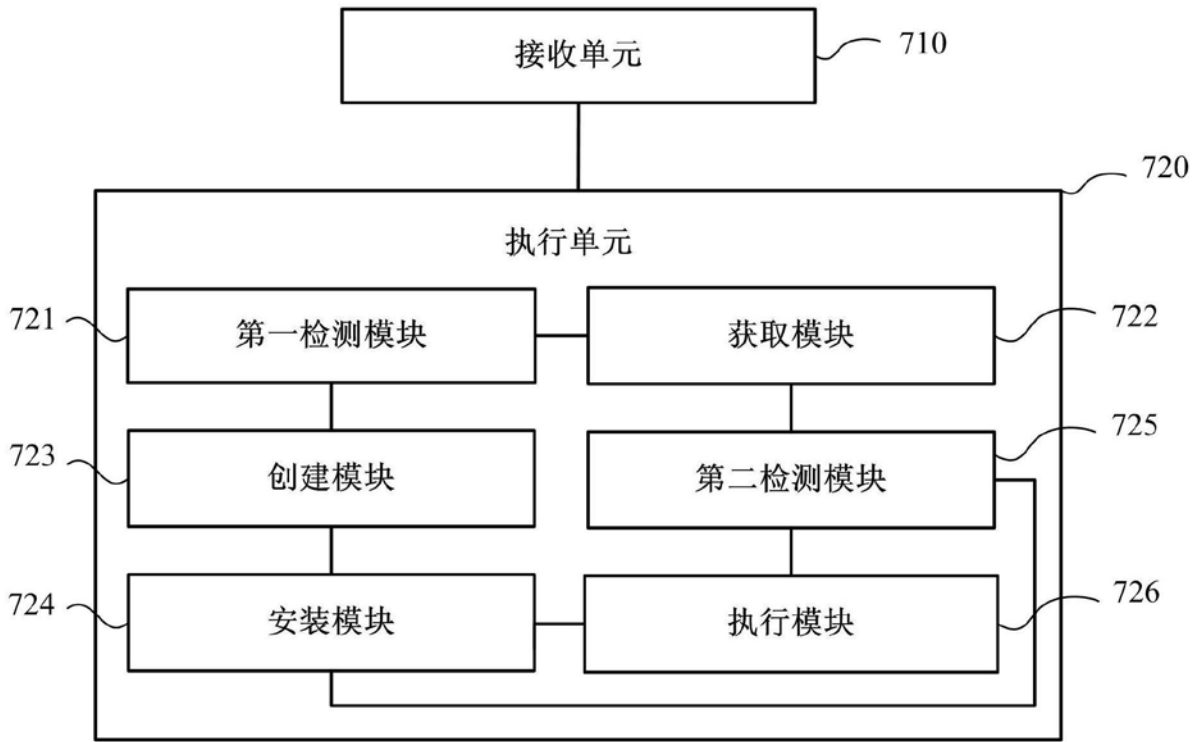 接收单元
710
720
执行单元
721
第一检测模块
获取模块
722
723
创建模块
第二检测模块
725
724
安装模块
执行模块
726